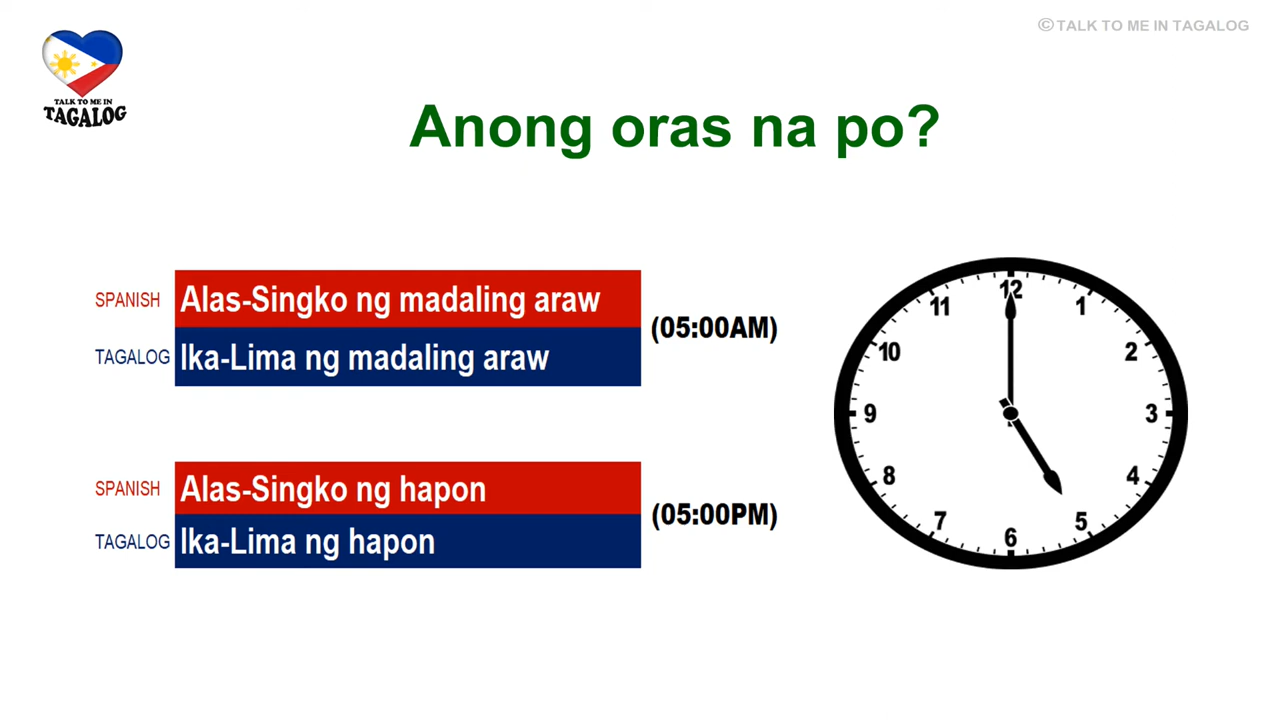 ©TALK TO ME IN TAGALOG
TALK TO ME IN
TAGALOG
Anong oras na po?
SPANISH Alas-Singko ng madaling araw
(05:00AM)
TAGALOG Ika-Lima ng madaling araw
SPANISH Alas-Singko ng hapon
(05:00PM)
TAGALOG Ika-Lima ng hapon
12
1
2
3
4
5
6
7
8
9
10
11